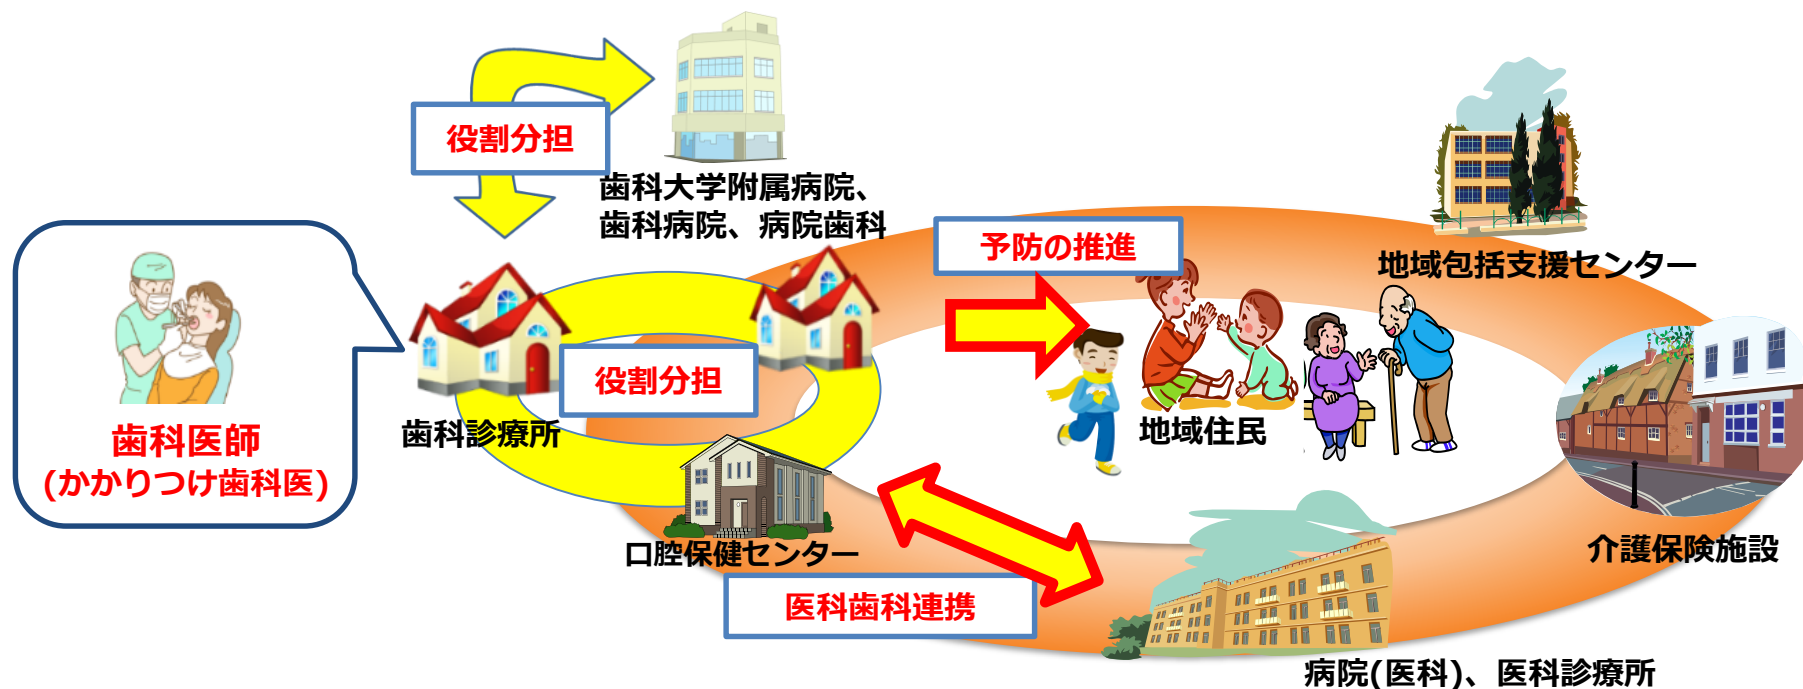 役割分担
歯科大学附属病院、
歯科病院、病院歯科
予防の推進
地域包括支援センター
役割分担
歯科診療所
地域住民
歯科医師
(かかりつけ歯科医)
口腔保健センター
介護保険施設
医科歯科連携
病院(医科)、医科診療所